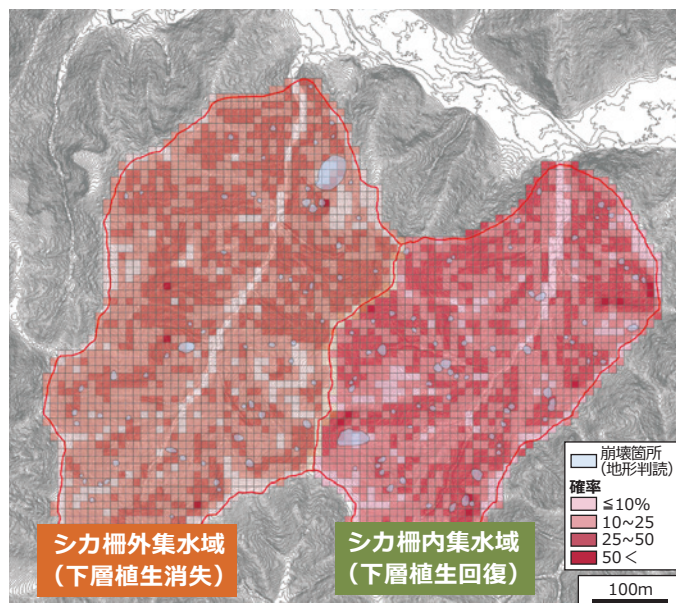 崩壊箇所
(地形判読)
確率
≦10%
10~25
25~50
50<
シカ柵外集水域
（下層植生消失）
シカ柵内集水域
（下層植生回復）
100m